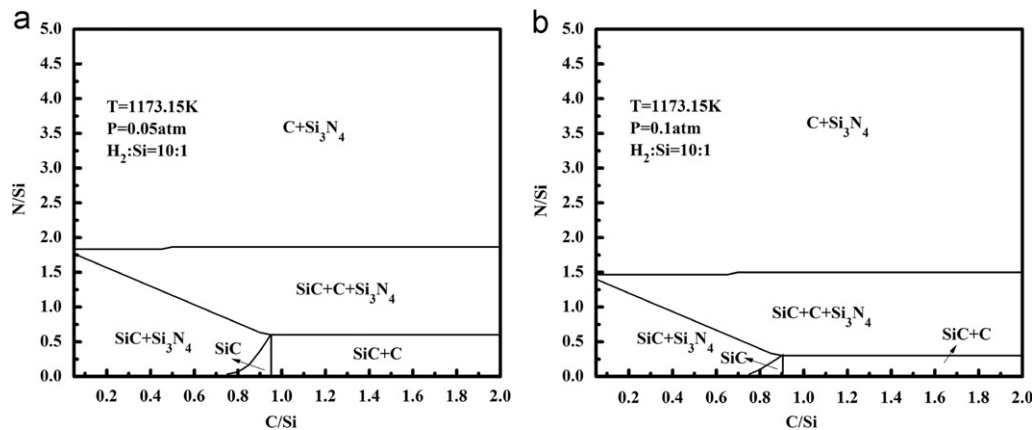 a
5.0
4.5
4.0
3.5
3.0
2.5
2.0
1.5
1.0
0.5
0.0
N/Si
T=1173.15K
P=0.05atm
H₂:Si=10:1
C+Si₃N₄
SiC+C+Si₃N₄
SiC+Si₃N₄
SiC
SiC+C
0.2 0.4 0.6 0.8 1.0 1.2 1.4 1.6 1.8 2.0
C/Si
b
5.0
4.5
4.0
3.5
3.0
2.5
2.0
1.5
1.0
0.5
0.0
N/Si
T=1173.15K
P=0.1atm
H₂:Si=10:1
C+Si₃N₄
SiC+C+Si₃N₄
SiC+Si₃N₄
SiC
SiC+C
0.2 0.4 0.6 0.8 1.0 1.2 1.4 1.6 1.8 2.0
C/Si